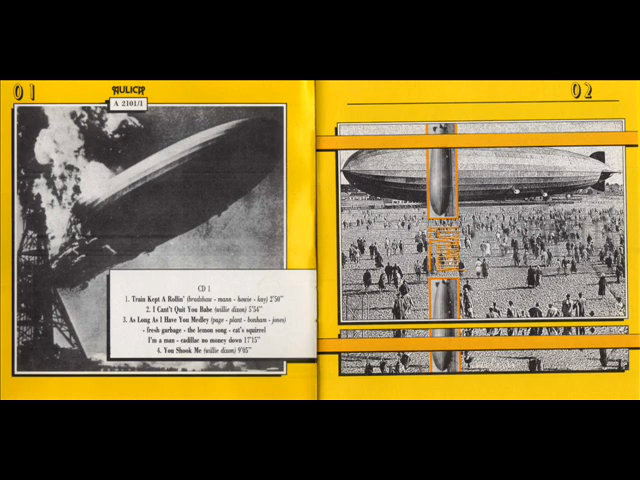 01
AULICA
A 2101/1
02
CD 1
1. Train Kept A Rollin' (bradshaw - mann - howie - kay) 2'50"
2. I Cant't Quit You Babe (willie dixon) 5'54"
3. As Long As I Have You Medley (page - plant - bonham - jones)
- fresh garbage - the lemon song - cat's squirrel
I'm a man - cadillac no money down 17'15"
4. You Shook Me (willie dixon) 9'05"